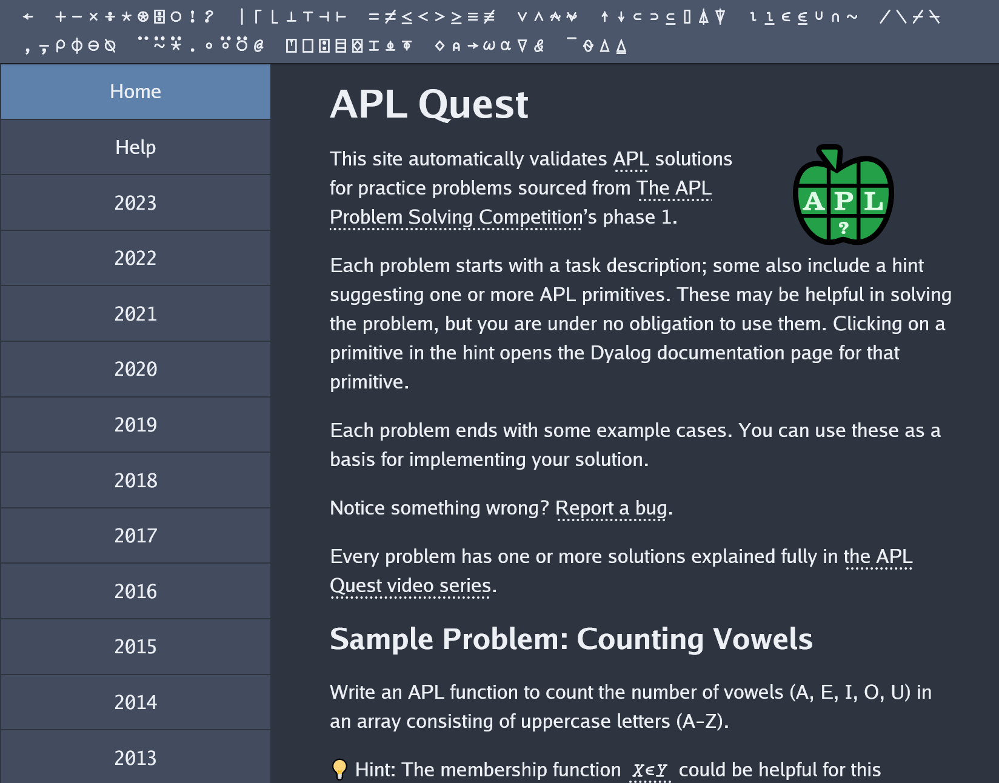 ← + - × ÷ * ⍟ ⌹ ○ ! ? | ⌈ ⌊ ⊥ ⊤ ⊣ ⊢ = ≠ ≤ < > ≥ ≡ ≢ ∨ ∧ ⍲ ⍱ ↑ ↓ ⊂ ⊃ ⊆ ⌷ ⍋ ⍒ ⍳ ⍸ ∊ ⍷ ∪ ∩ ~ / \ ⌿ ⍀
, ⍪ ⍴ ⌽ ⊖ ⍉ ¨ ⍨ ⍣ . ∘ ⍤ ⍥ @ ⍞ ⎕ ⍠ ⌸ ⌺ ⌶ ⍎ ⍕ ⋄ ⍝ → ⍵ ⍺ ∇ & ¯ ⍬ ∆ ⍙
Home
Help
2023
2022
2021
2020
2019
2018
2017
2016
2015
2014
2013
APL Quest
This site automatically validates APL solutions
for practice problems sourced from The APL
Problem Solving Competition’s phase 1.
APL
?
Each problem starts with a task description; some also include a hint
suggesting one or more APL primitives. These may be helpful in solving
the problem, but you are under no obligation to use them. Clicking on a
primitive in the hint opens the Dyalog documentation page for that
primitive.
Each problem ends with some example cases. You can use these as a
basis for implementing your solution.
Notice something wrong? Report a bug.
Every problem has one or more solutions explained fully in the APL
Quest video series.
Sample Problem: Counting Vowels
Write an APL function to count the number of vowels (A, E, I, O, U) in
an array consisting of uppercase letters (A–Z).
💡 Hint: The membership function X∊Y could be helpful for this